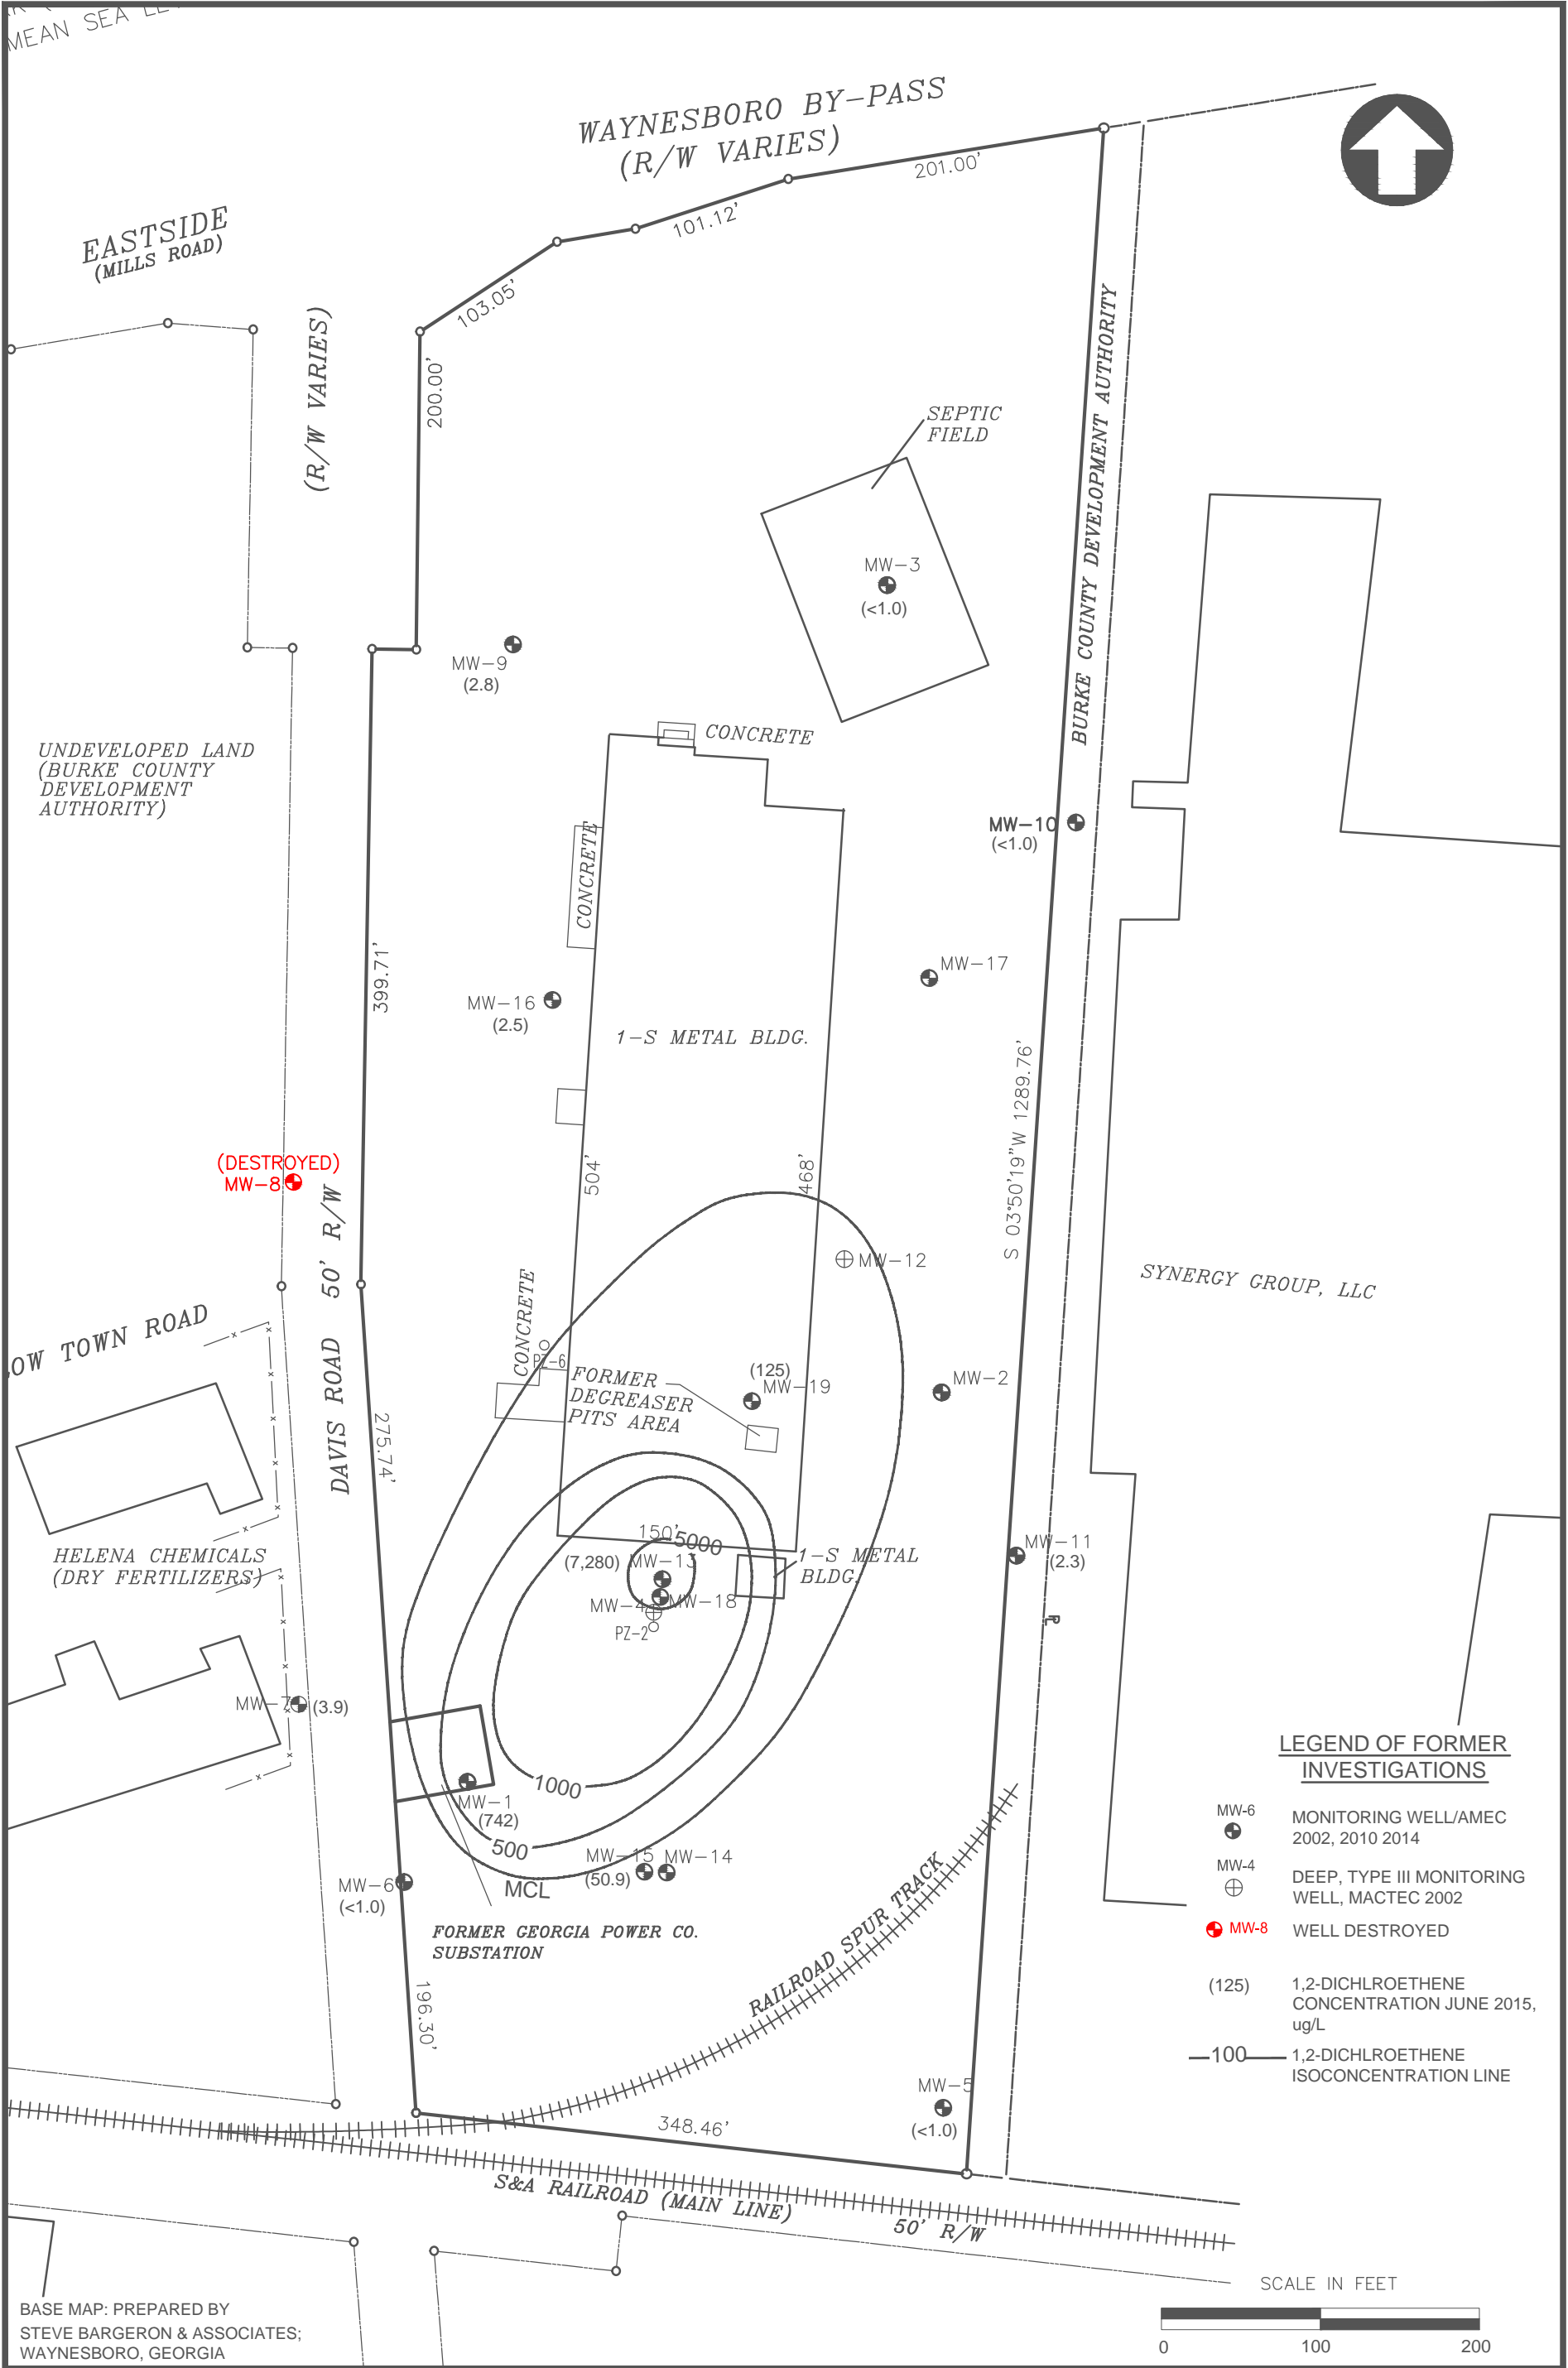 MEAN SEA
WAYNESBORO BY-PASS
(R/W VARIES)
201.00'
101.12'
103.05'
EASTSIDE
(MILLS ROAD)
(R/W VARIES)
200.00'
SEPTIC
FIELD
BURKE COUNTY DEVELOPMENT AUTHORITY
MW-3
(<1.0)
MW-9
(2.8)
CONCRETE
UNDEVELOPED LAND
(BURKE COUNTY
DEVELOPMENT
AUTHORITY)
MW-10
(<1.0)
CONCRETE
399.71'
MW-17
MW-16
(2.5)
1-S METAL BLDG.
S 03°50'19"W 1289.76'
(DESTROYED)
MW-8
504'
468'
DAVIS ROAD 50' R/W
MW-12
SYNERGY GROUP, LLC
OW TOWN ROAD
CONCRETE
PZ-6
FORMER
DEGREASER
PITS AREA
(125)
MW-19
MW-2
275.74'
150'
5000
HELENA CHEMICALS
(DRY FERTILIZERS)
(7,280) MW-13
1-S METAL
BLDG.
MW-11
(2.3)
MW-4
MW-18
PZ-2
PL
MW-7 (3.9)
1000
MW-1
(742)
500
MW-15 MW-14
(50.9)
MCL
MW-6
(<1.0)
FORMER GEORGIA POWER CO.
SUBSTATION
RAILROAD SPUR TRACK
196.30'
LEGEND OF FORMER
INVESTIGATIONS
MW-6
MONITORING WELL/AMEC
2002, 2010 2014
MW-4
DEEP, TYPE III MONITORING
WELL, MACTEC 2002
MW-8 WELL DESTROYED
(125) 1,2-DICHLROETHENE
CONCENTRATION JUNE 2015,
ug/L
100 1,2-DICHLROETHENE
ISOCONCENTRATION LINE
MW-5
(<1.0)
348.46'
S&A RAILROAD (MAIN LINE)
50' R/W
SCALE IN FEET
0 100 200
BASE MAP: PREPARED BY
STEVE BARGERON & ASSOCIATES;
WAYNESBORO, GEORGIA